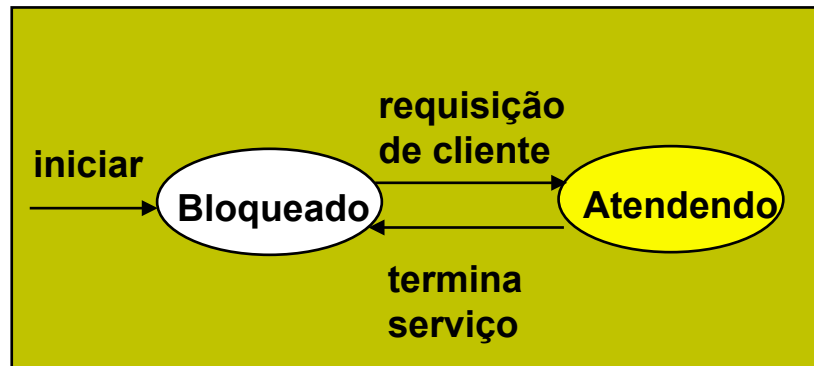 iniciar
Bloqueado
requisição
de cliente
Atendendo
termina
serviço